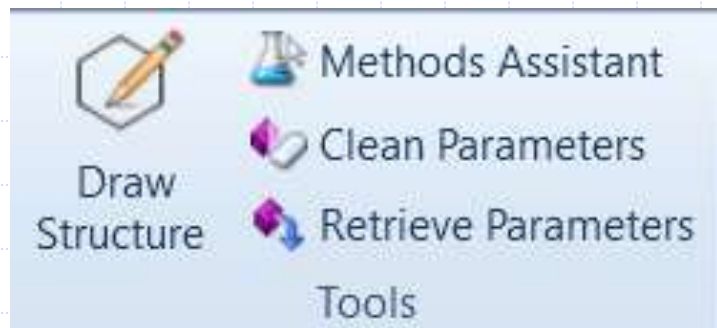 Draw
Structure
Methods Assistant
Clean Parameters
Retrieve Parameters
Tools